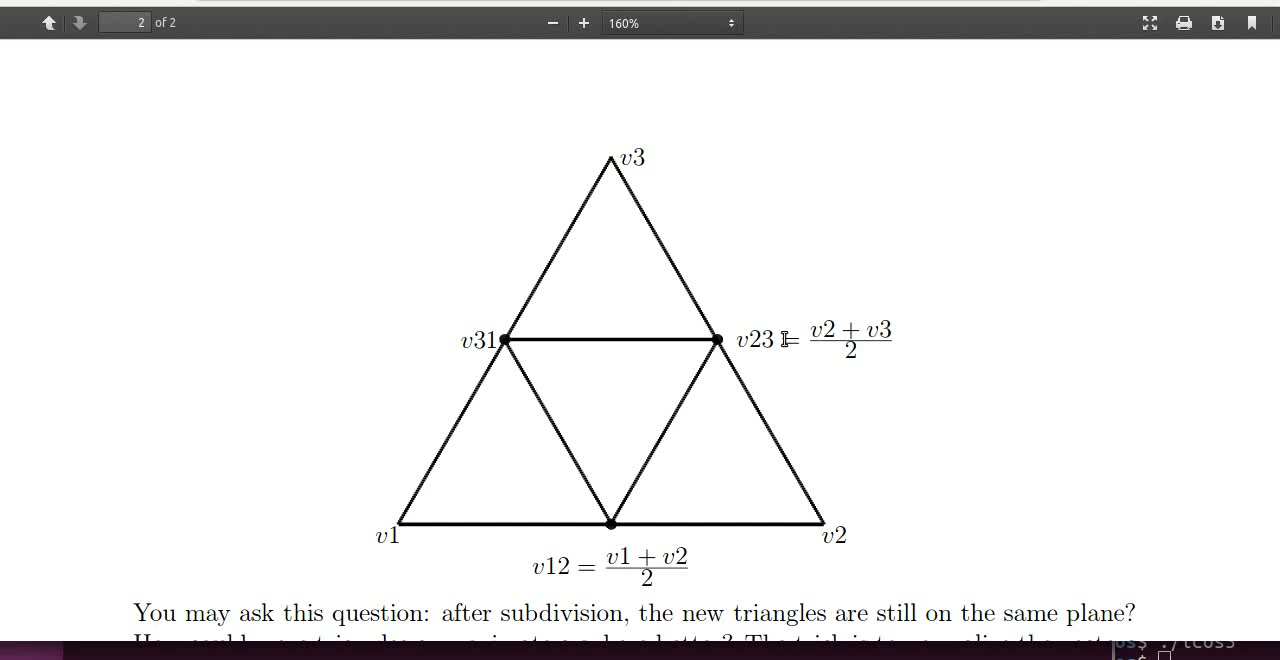 2 of 2
− + 160%
v3
v31
v23 = v2 + v3 / 2
v1
v2
v12 = v1 + v2 / 2
You may ask this question: after subdivision, the new triangles are still on the same plane?